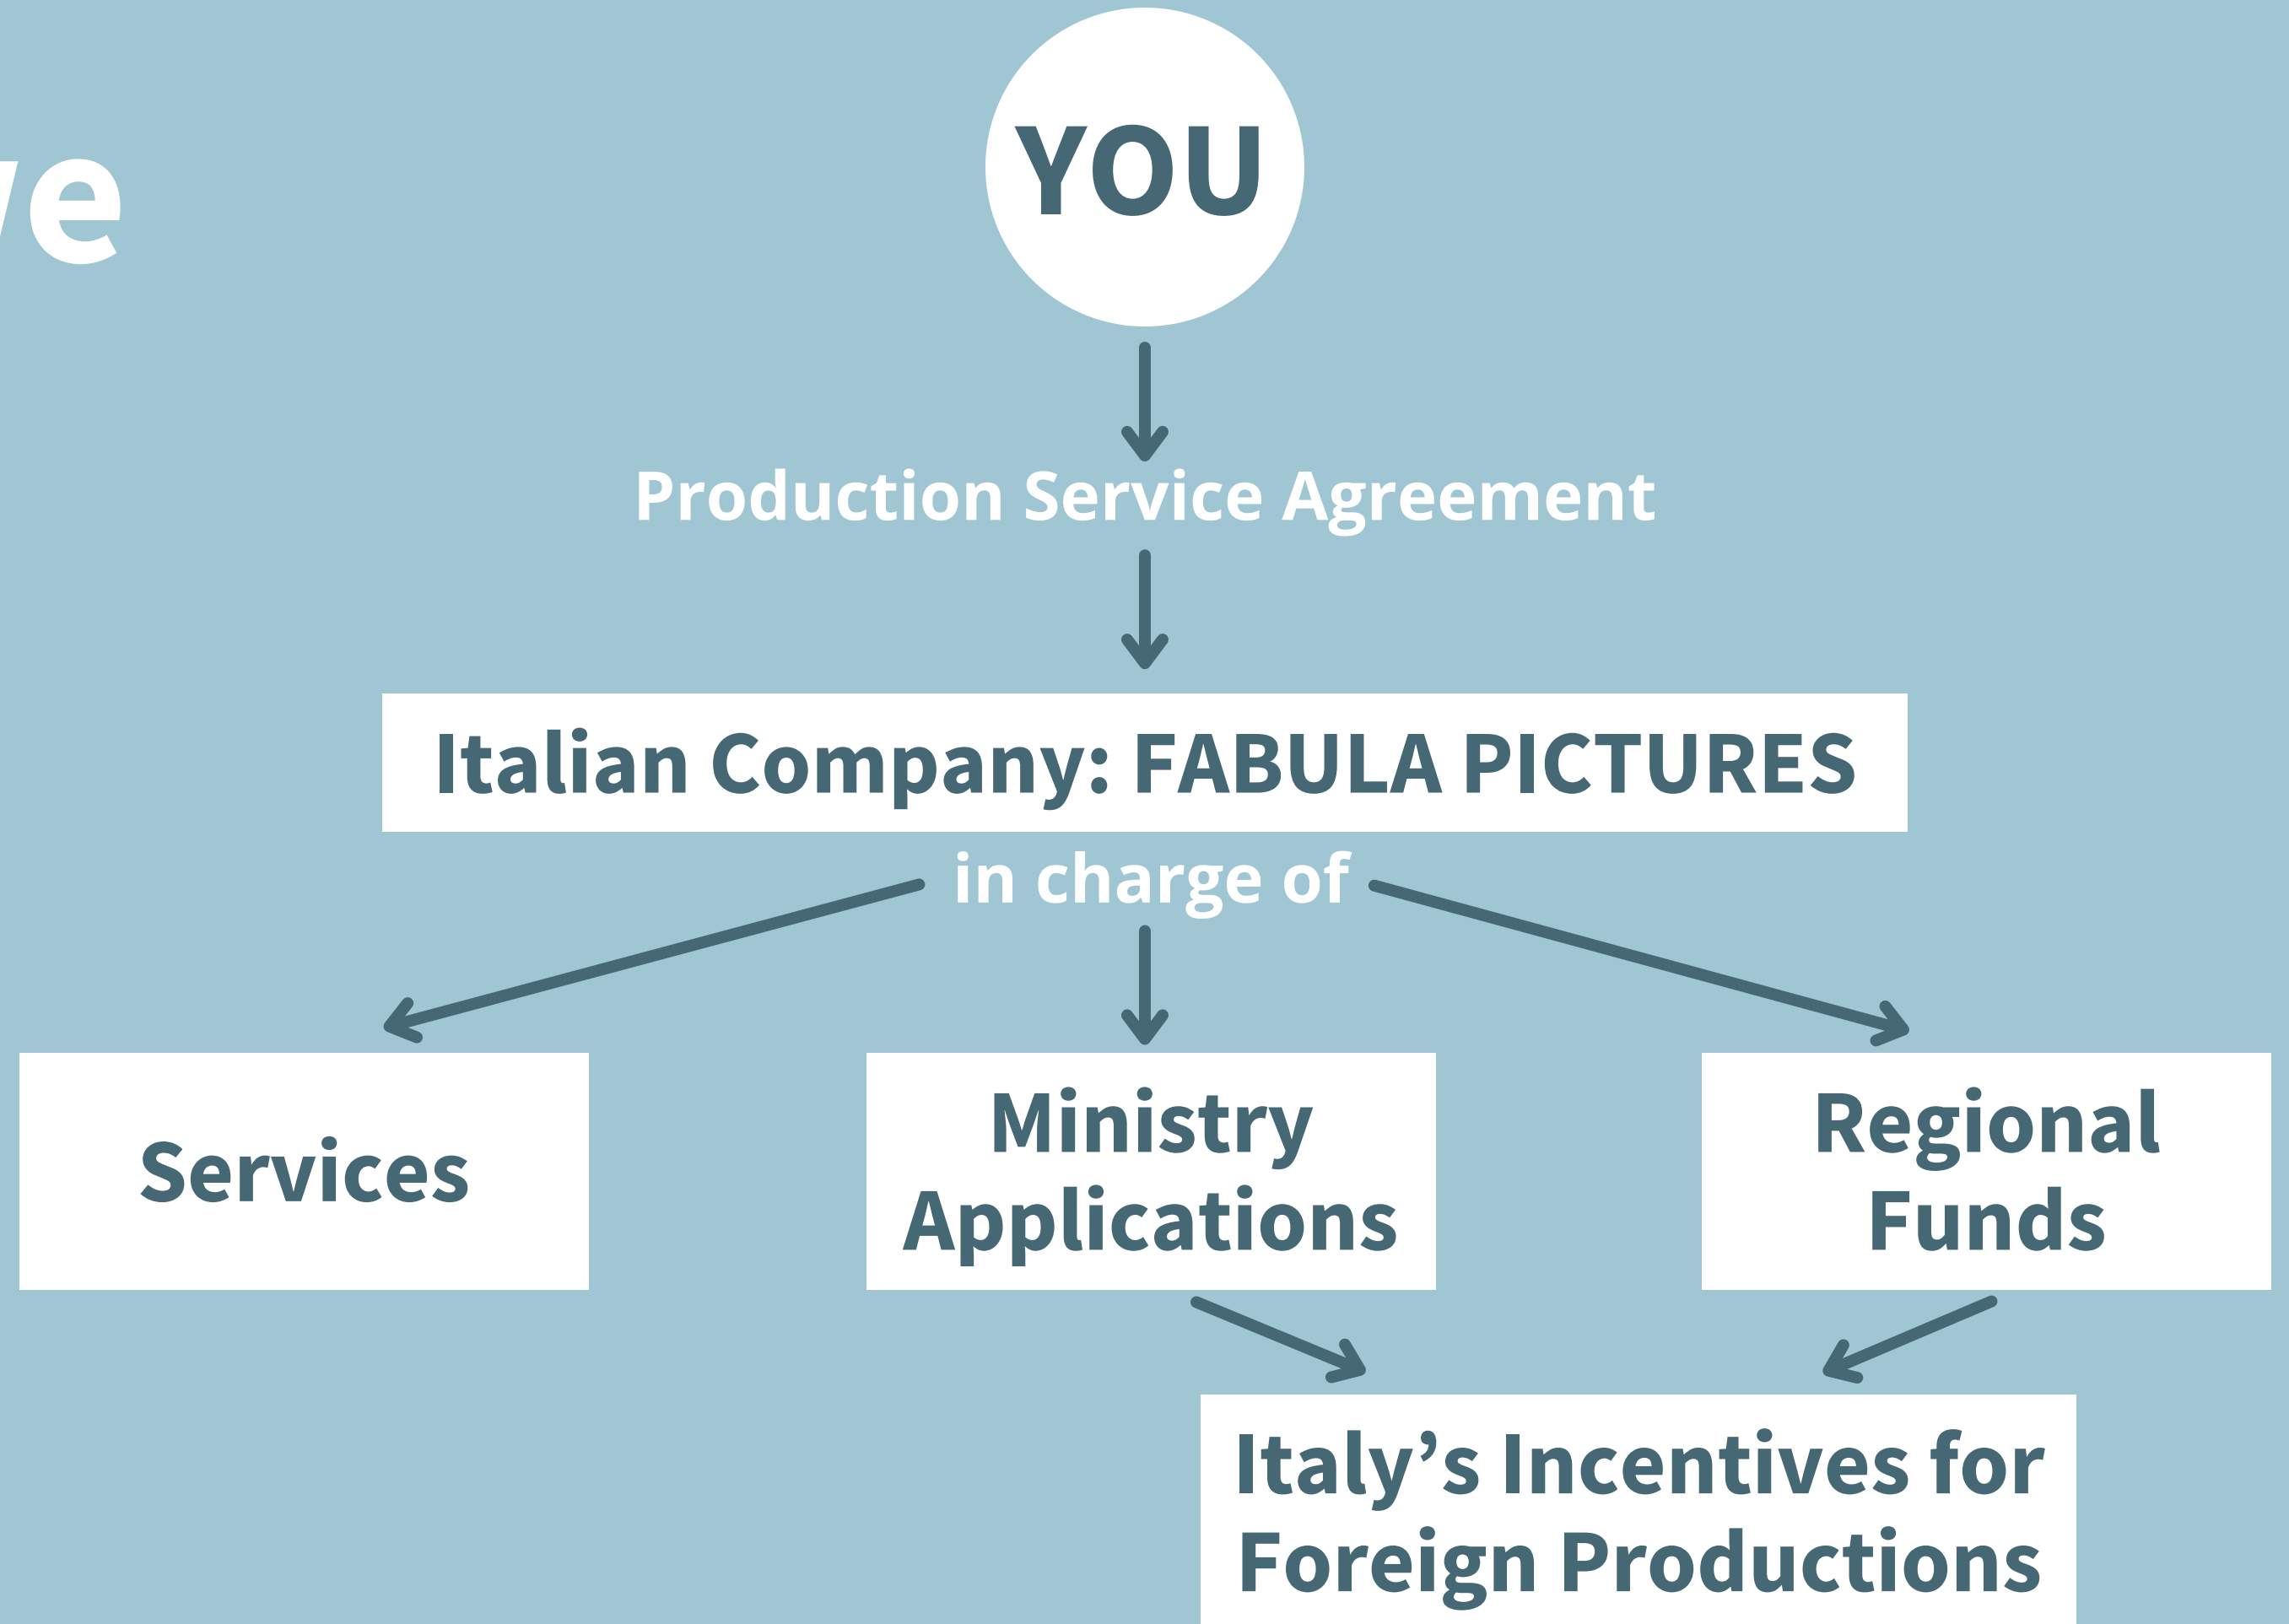 ve
YOU
Production Service Agreement
Italian Company: FABULA PICTURES
in charge of
Services
Ministry
Applications
Regional
Funds
Italy’s Incentives for
Foreign Productions